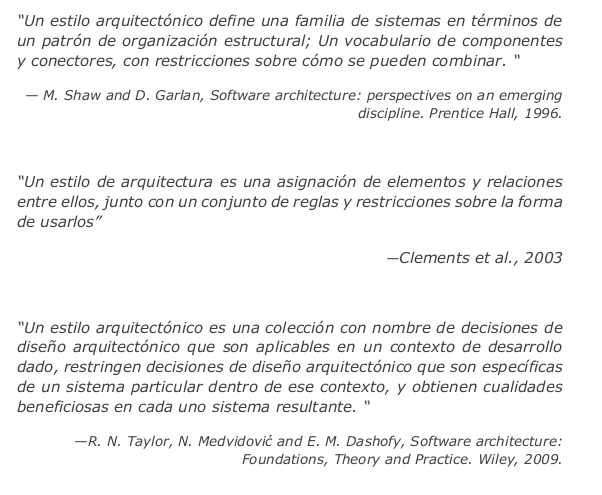 “Un estilo arquitectónico define una familia de sistemas en términos de
un patrón de organización estructural; Un vocabulario de componentes
y conectores, con restricciones sobre cómo se pueden combinar. “
— M. Shaw and D. Garlan, Software architecture: perspectives on an emerging
discipline. Prentice Hall, 1996.
“Un estilo de arquitectura es una asignación de elementos y relaciones
entre ellos, junto con un conjunto de reglas y restricciones sobre la forma
de usarlos”
—Clements et al., 2003
“Un estilo arquitectónico es una colección con nombre de decisiones de
diseño arquitectónico que son aplicables en un contexto de desarrollo
dado, restringen decisiones de diseño arquitectónico que son específicas
de un sistema particular dentro de ese contexto, y obtienen cualidades
beneficiosas en cada uno sistema resultante. “
—R. N. Taylor, N. Medvidović and E. M. Dashofy, Software architecture:
Foundations, Theory and Practice. Wiley, 2009.